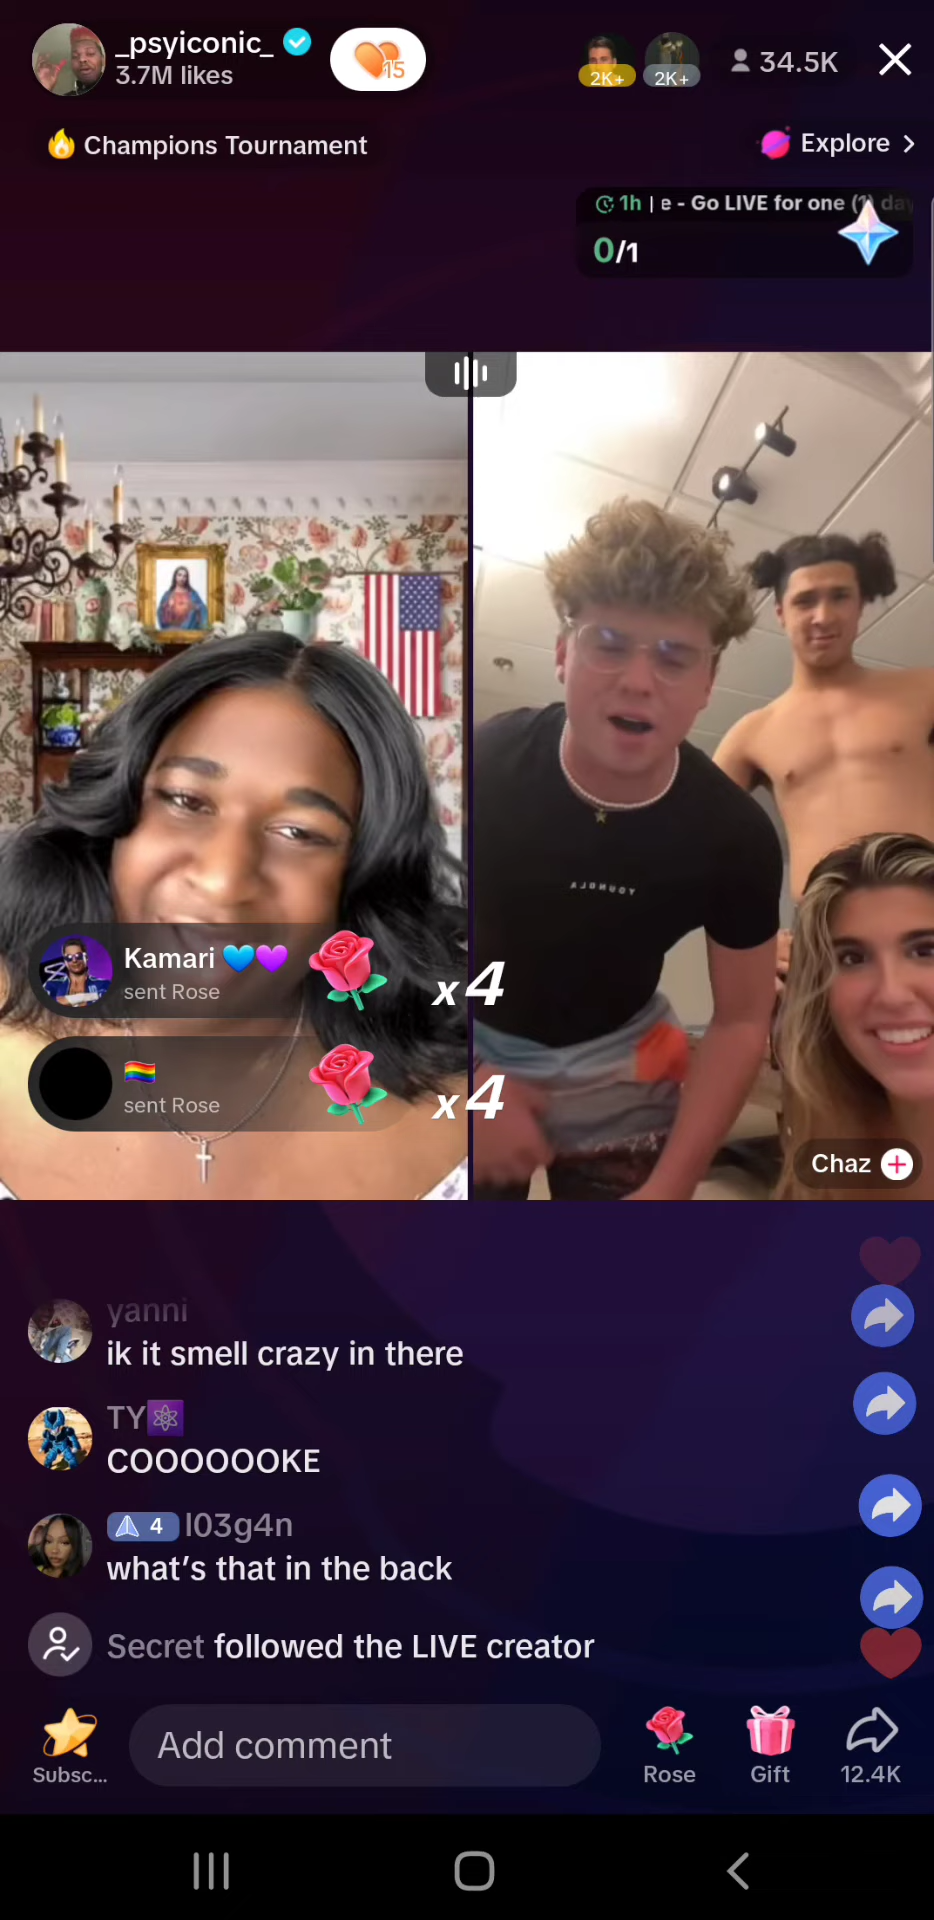 _psyiconic_
3.7M likes
15
2K+
2K+
34.5K
Champions Tournament
Explore
1h | e - Go LIVE for one (1) day
0/1
YOUNGLA
Kamari
sent Rose
x4
sent Rose
x4
Chaz
yanni
ik it smell crazy in there
TY
COOOOOOKE
4 l03g4n
what's that in the back
Secret followed the LIVE creator
Subsc...
Add comment
Rose
Gift
12.4K